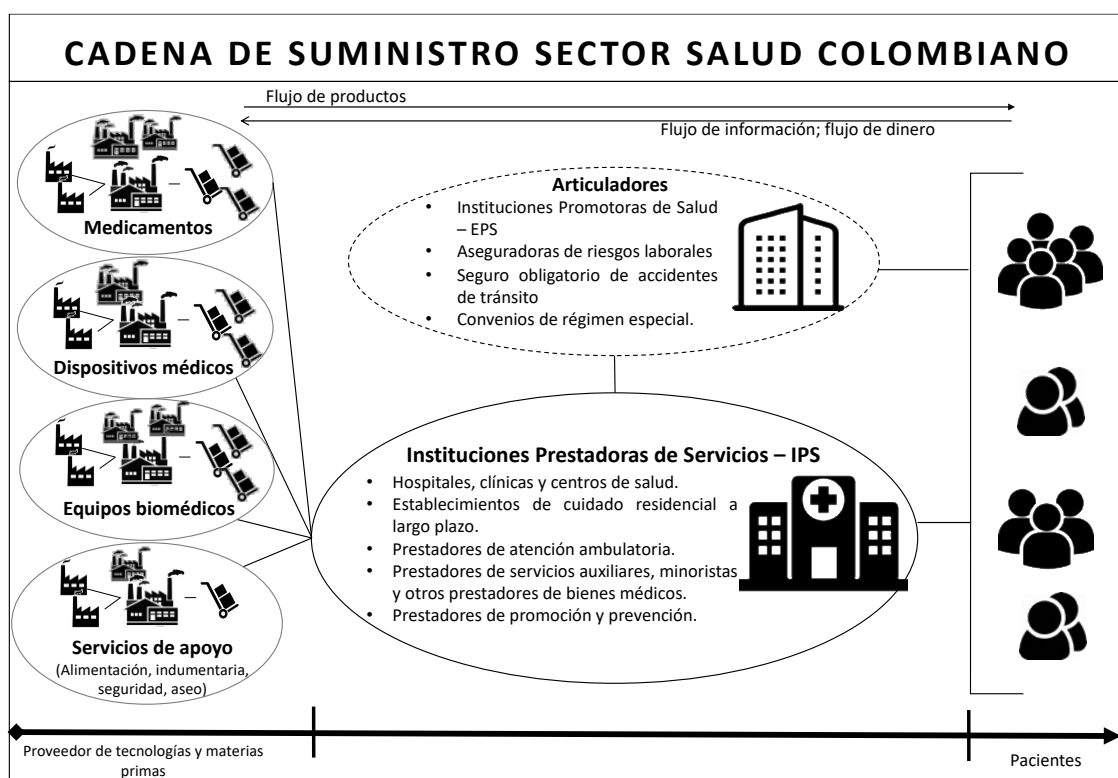 CADENA DE SUMINISTRO SECTOR SALUD COLOMBIANO
Flujo de productos
Flujo de información; flujo de dinero
Medicamentos
Dispositivos médicos
Equipos biomédicos
Servicios de apoyo
(Alimentación, indumentaria,
seguridad, aseo)
Articuladores
• Instituciones Promotoras de Salud
– EPS
• Aseguradoras de riesgos laborales
• Seguro obligatorio de accidentes
de tránsito
• Convenios de régimen especial.
Instituciones Prestadoras de Servicios – IPS
• Hospitales, clínicas y centros de salud.
• Establecimientos de cuidado residencial a
largo plazo.
• Prestadores de atención ambulatoria.
• Prestadores de servicios auxiliares, minoristas
y otros prestadores de bienes médicos.
• Prestadores de promoción y prevención.
Proveedor de tecnologías y materias
primas
Pacientes